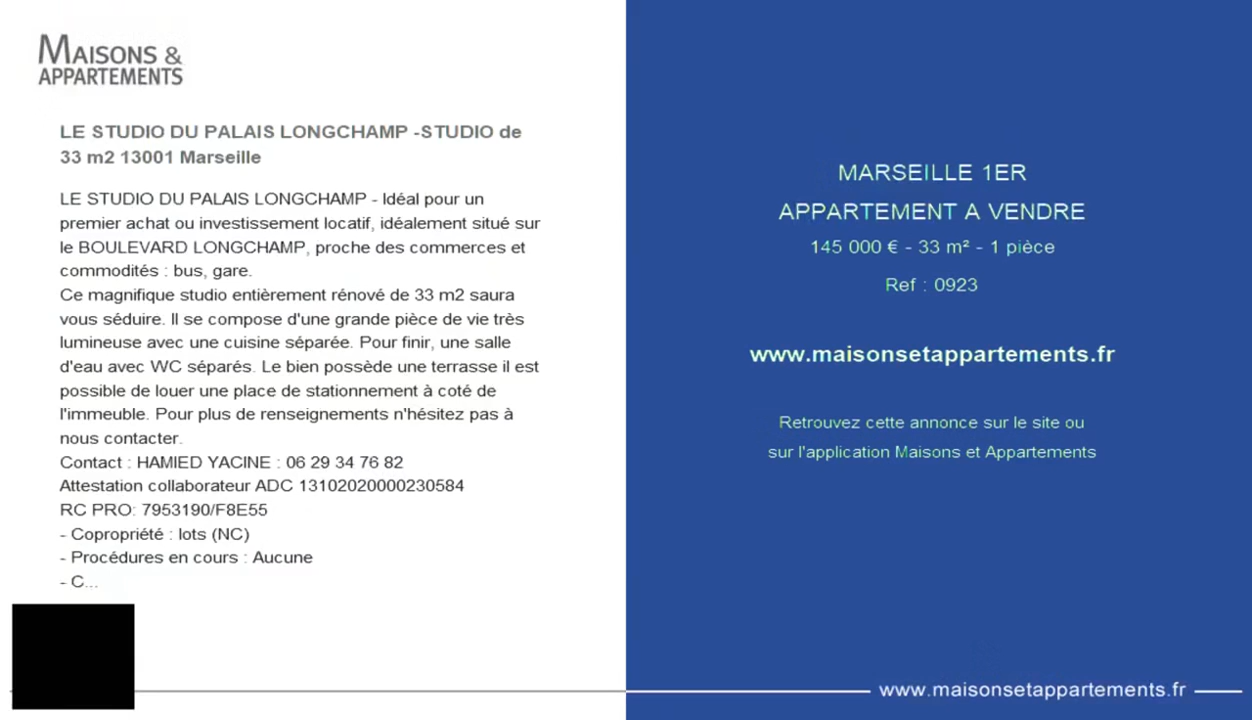 MAISONS &
APPARTEMENTS
LE STUDIO DU PALAIS LONGCHAMP -STUDIO de
33 m2 13001 Marseille
LE STUDIO DU PALAIS LONGCHAMP - Idéal pour un
premier achat ou investissement locatif, idéalement situé sur
le BOULEVARD LONGCHAMP, proche des commerces et
commodités : bus, gare.
Ce magnifique studio entièrement rénové de 33 m2 saura
vous séduire. Il se compose d'une grande pièce de vie très
lumineuse avec une cuisine séparée. Pour finir, une salle
d'eau avec WC séparés. Le bien possède une terrasse il est
possible de louer une place de stationnement à coté de
l'immeuble. Pour plus de renseignements n'hésitez pas à
nous contacter.
Contact : HAMIED YACINE : 06 29 34 76 82
Attestation collaborateur ADC 13102020000230584
RC PRO: 7953190/F8E55
- Copropriété : lots (NC)
- Procédures en cours : Aucune
- C...
MARSEILLE 1ER
APPARTEMENT A VENDRE
145 000 € - 33 m² - 1 pièce
Ref : 0923
www.maisonsetappartements.fr
Retrouvez cette annonce sur le site ou
sur l'application Maisons et Appartements
www.maisonsetappartements.fr